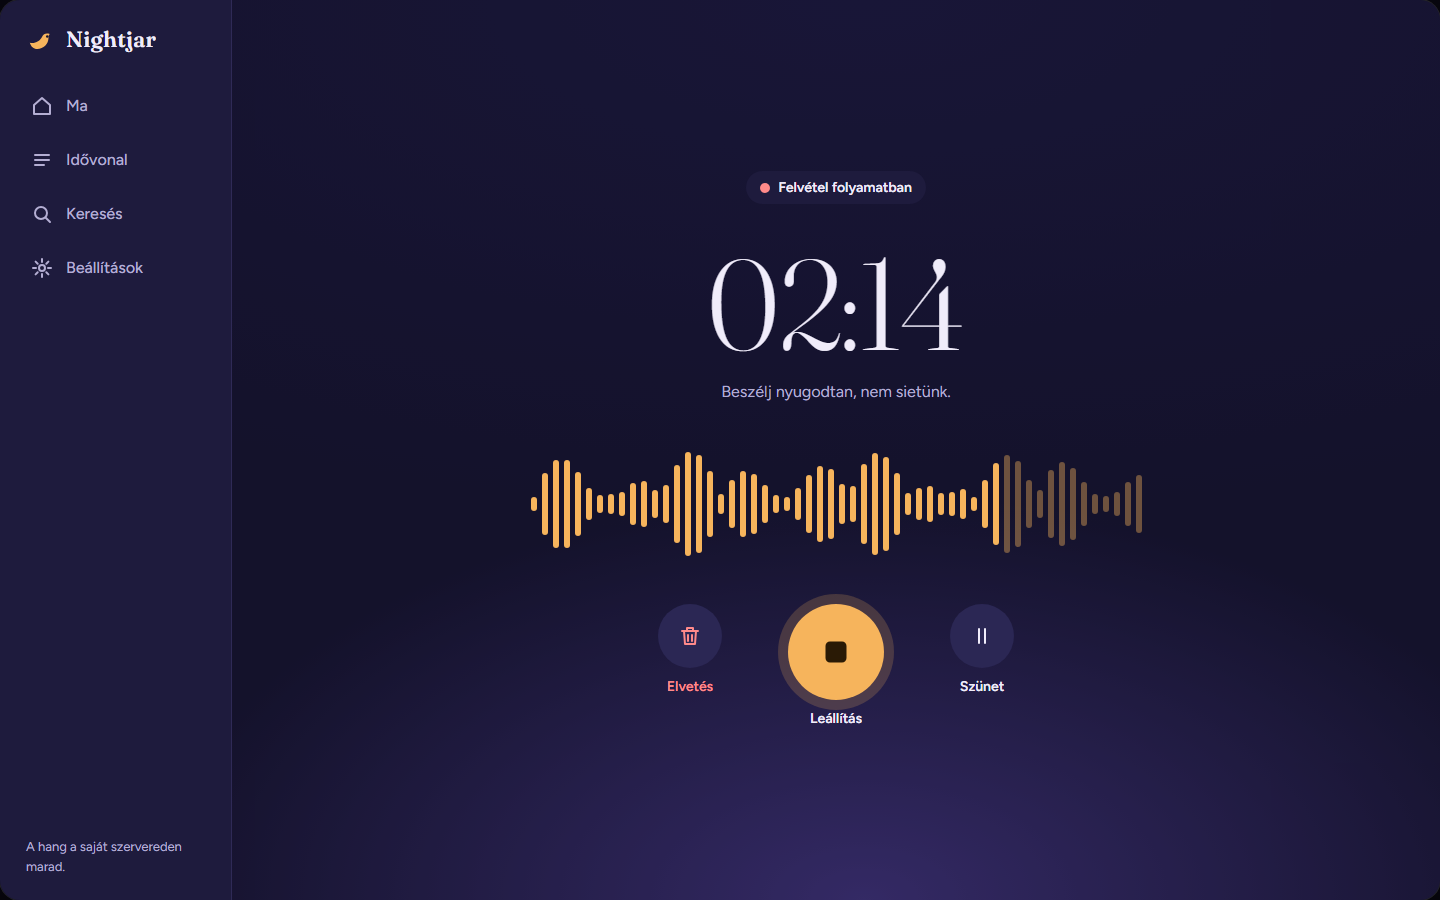 Nightjar
Ma
Idővonal
Keresés
Beállítások
A hang a saját szervereden
marad.
Felvétel folyamatban
02:14
Beszélj nyugodtan, nem sietünk.
Elvetés
Leállítás
Szünet